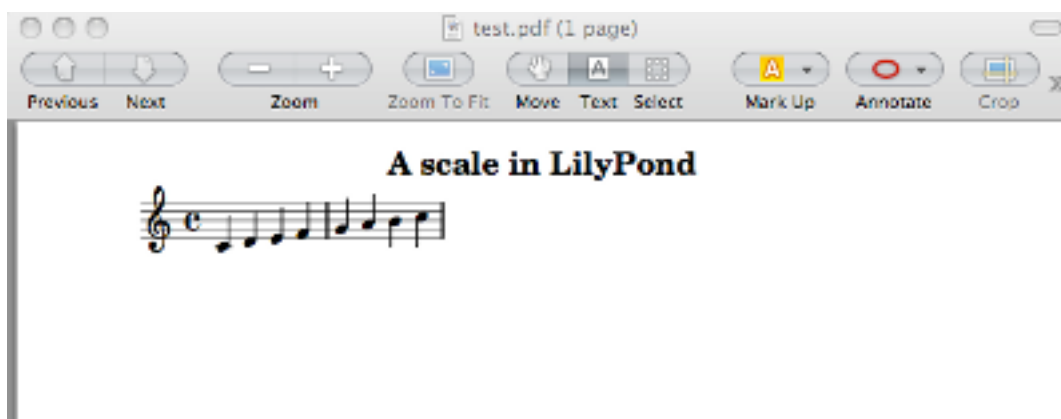 test.pdf (1 page)
Previous Next Zoom Zoom To Fit Move Text Select Mark Up Annotate Crop
A scale in LilyPond